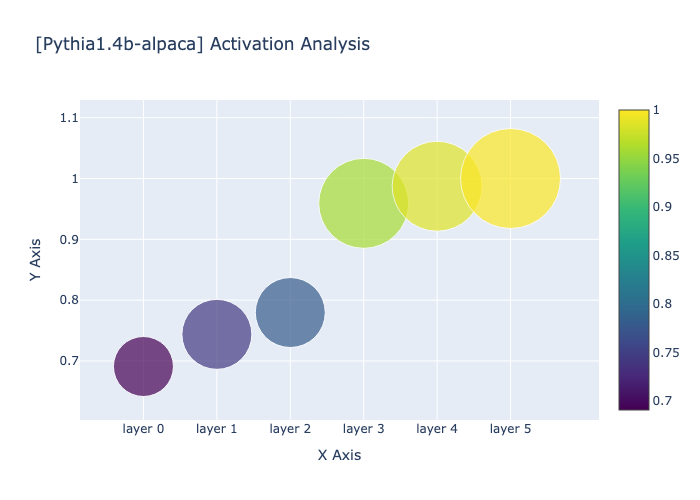 [Pythia1.4b-alpaca] Activation Analysis
1.1
1
0.9
0.8
0.7
Y Axis
layer 0
layer 1
layer 2
layer 3
layer 4
layer 5
X Axis
1
0.95
0.9
0.85
0.8
0.75
0.7